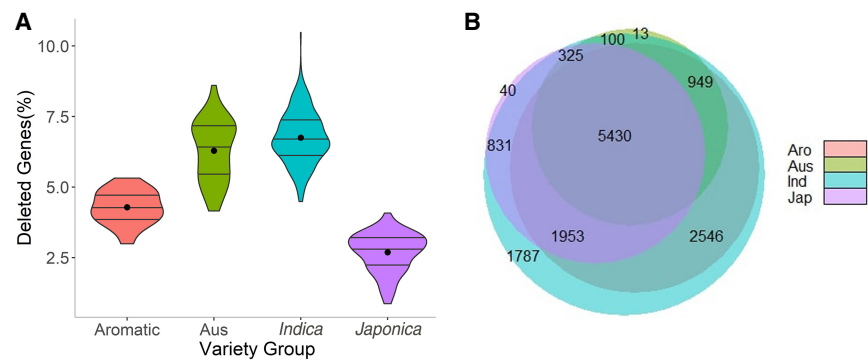 A
Deleted Genes(%)
10.0
7.5
5.0
2.5
Aromatic Aus Indica Japonica
Variety Group
B
13
100
325
949
40
5430
831
1953
2546
1787
Aro
Aus
Ind
Jap